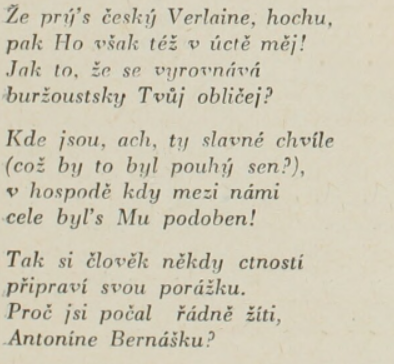 Že prý's český Verlaine, hochu,
pak Ho však též v úctě měj!
Jak to, že se vyrovnává
buržoustsky Tvůj obličej?
Kde jsou, ach, ty slavné chvíle
(což by to byl pouhý sen?),
v hospodě kdy mezi námi
cele byl's Mu podoben!
Tak si člověk někdy ctností
připraví svou porážku.
Proč jsi počal řádně žíti,
Antoníne Bernášku?